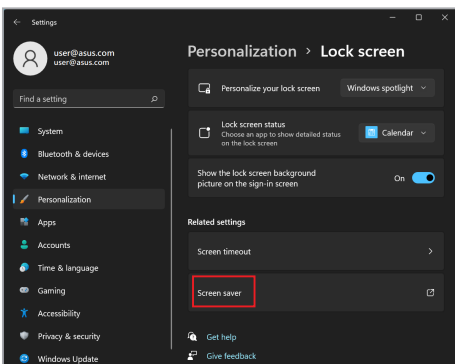 Settings
user@asus.com
user@asus.com
Find a setting
System
Bluetooth & devices
Network & internet
Personalization
Apps
Accounts
Time & language
Gaming
Accessibility
Privacy & security
Windows Update
Personalization > Lock screen
Personalize your lock screen
Windows spotlight
Lock screen status
Choose an app to show detailed status
on the lock screen
Calendar
Show the lock screen background
picture on the sign-in screen
On
Related settings
Screen timeout
Screen saver
Get help
Give feedback